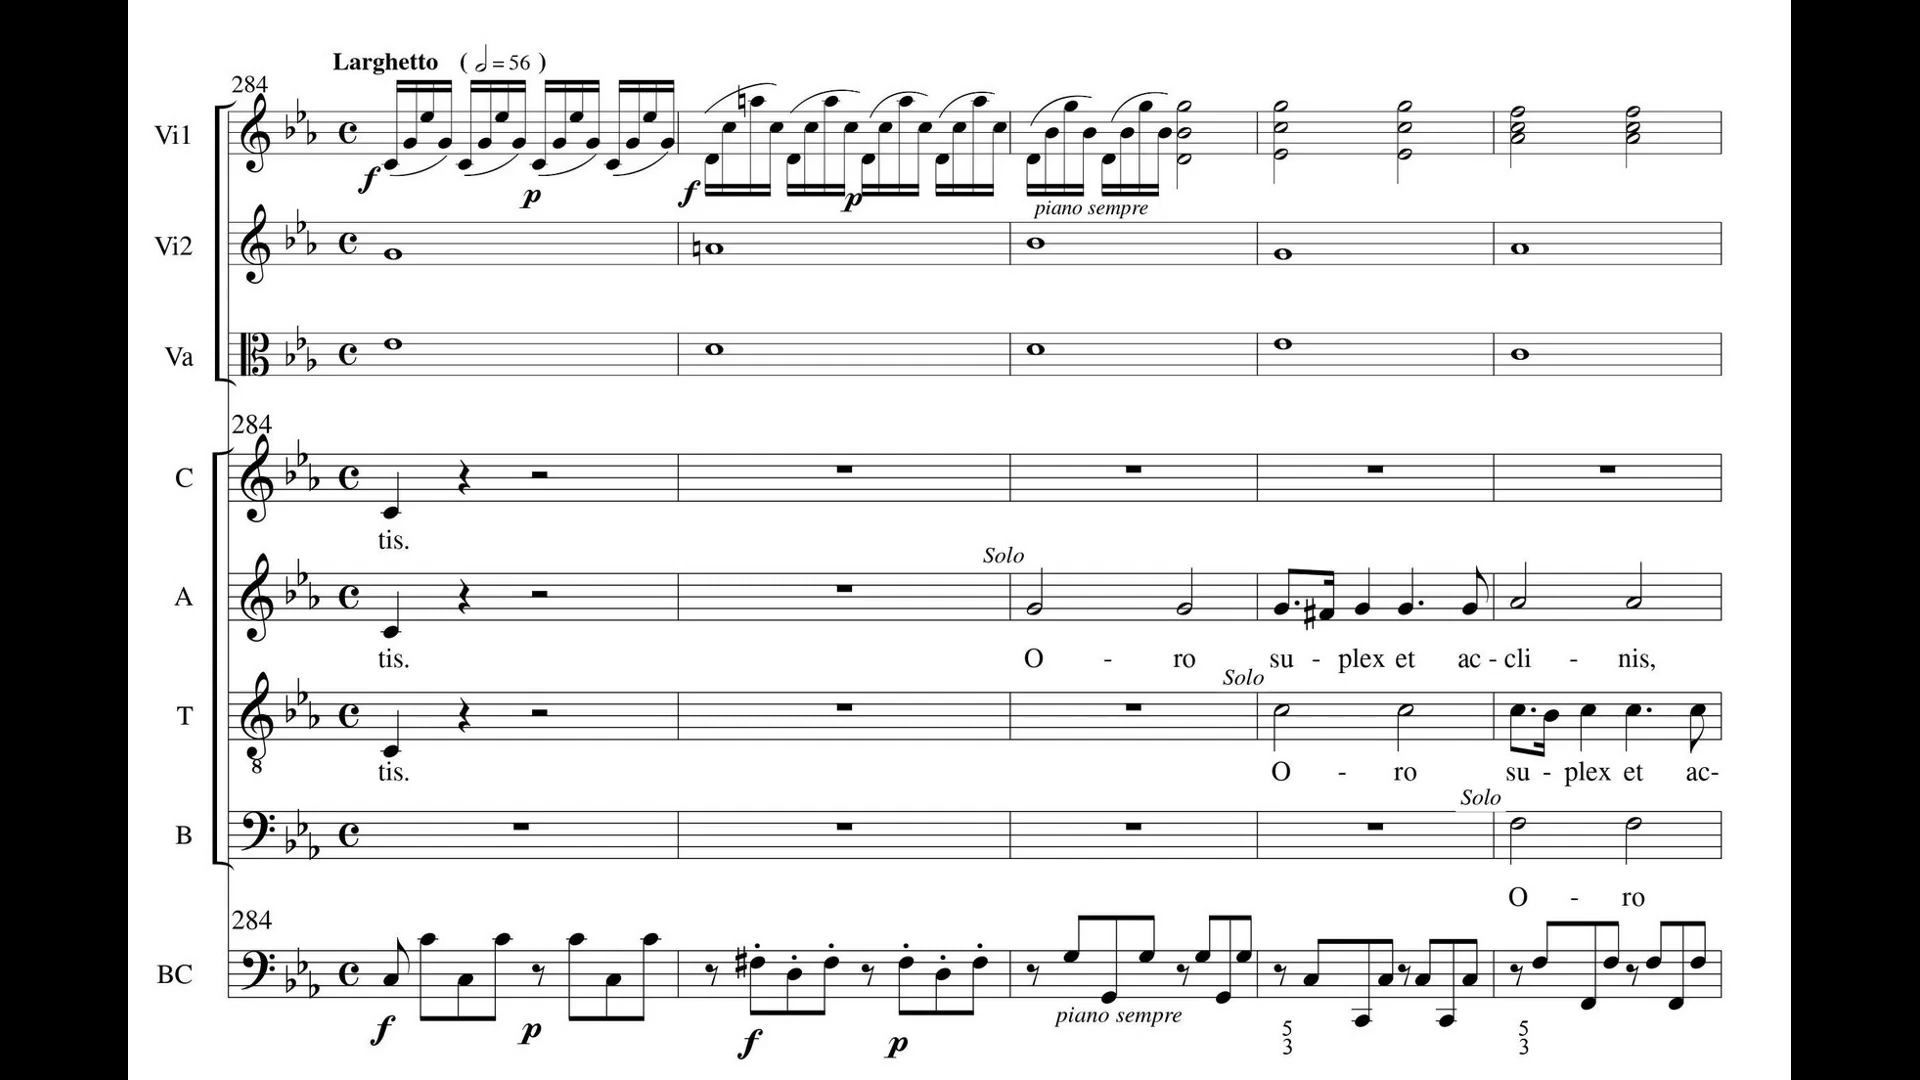 Larghetto ( 𝅗𝅥 = 56 )
284
Vi1
f p f p
piano sempre
Vi2
Va
284
C
tis.
Solo
A
tis. O - ro su - plex et ac - cli - nis,
Solo
T
8
tis. O - ro su - plex et ac-
Solo
B
O - ro
284
BC
piano sempre
f p f p
5 5
3 3